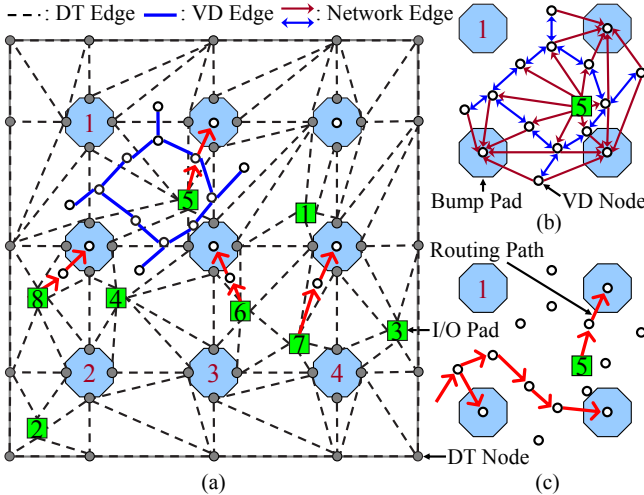 : DT Edge : VD Edge : Network Edge
1
5
1
8
4
6
7
3
I/O Pad
2
3
4
2
DT Node
(a)
1
5
Bump Pad
VD Node
(b)
Routing Path
1
5
(c)